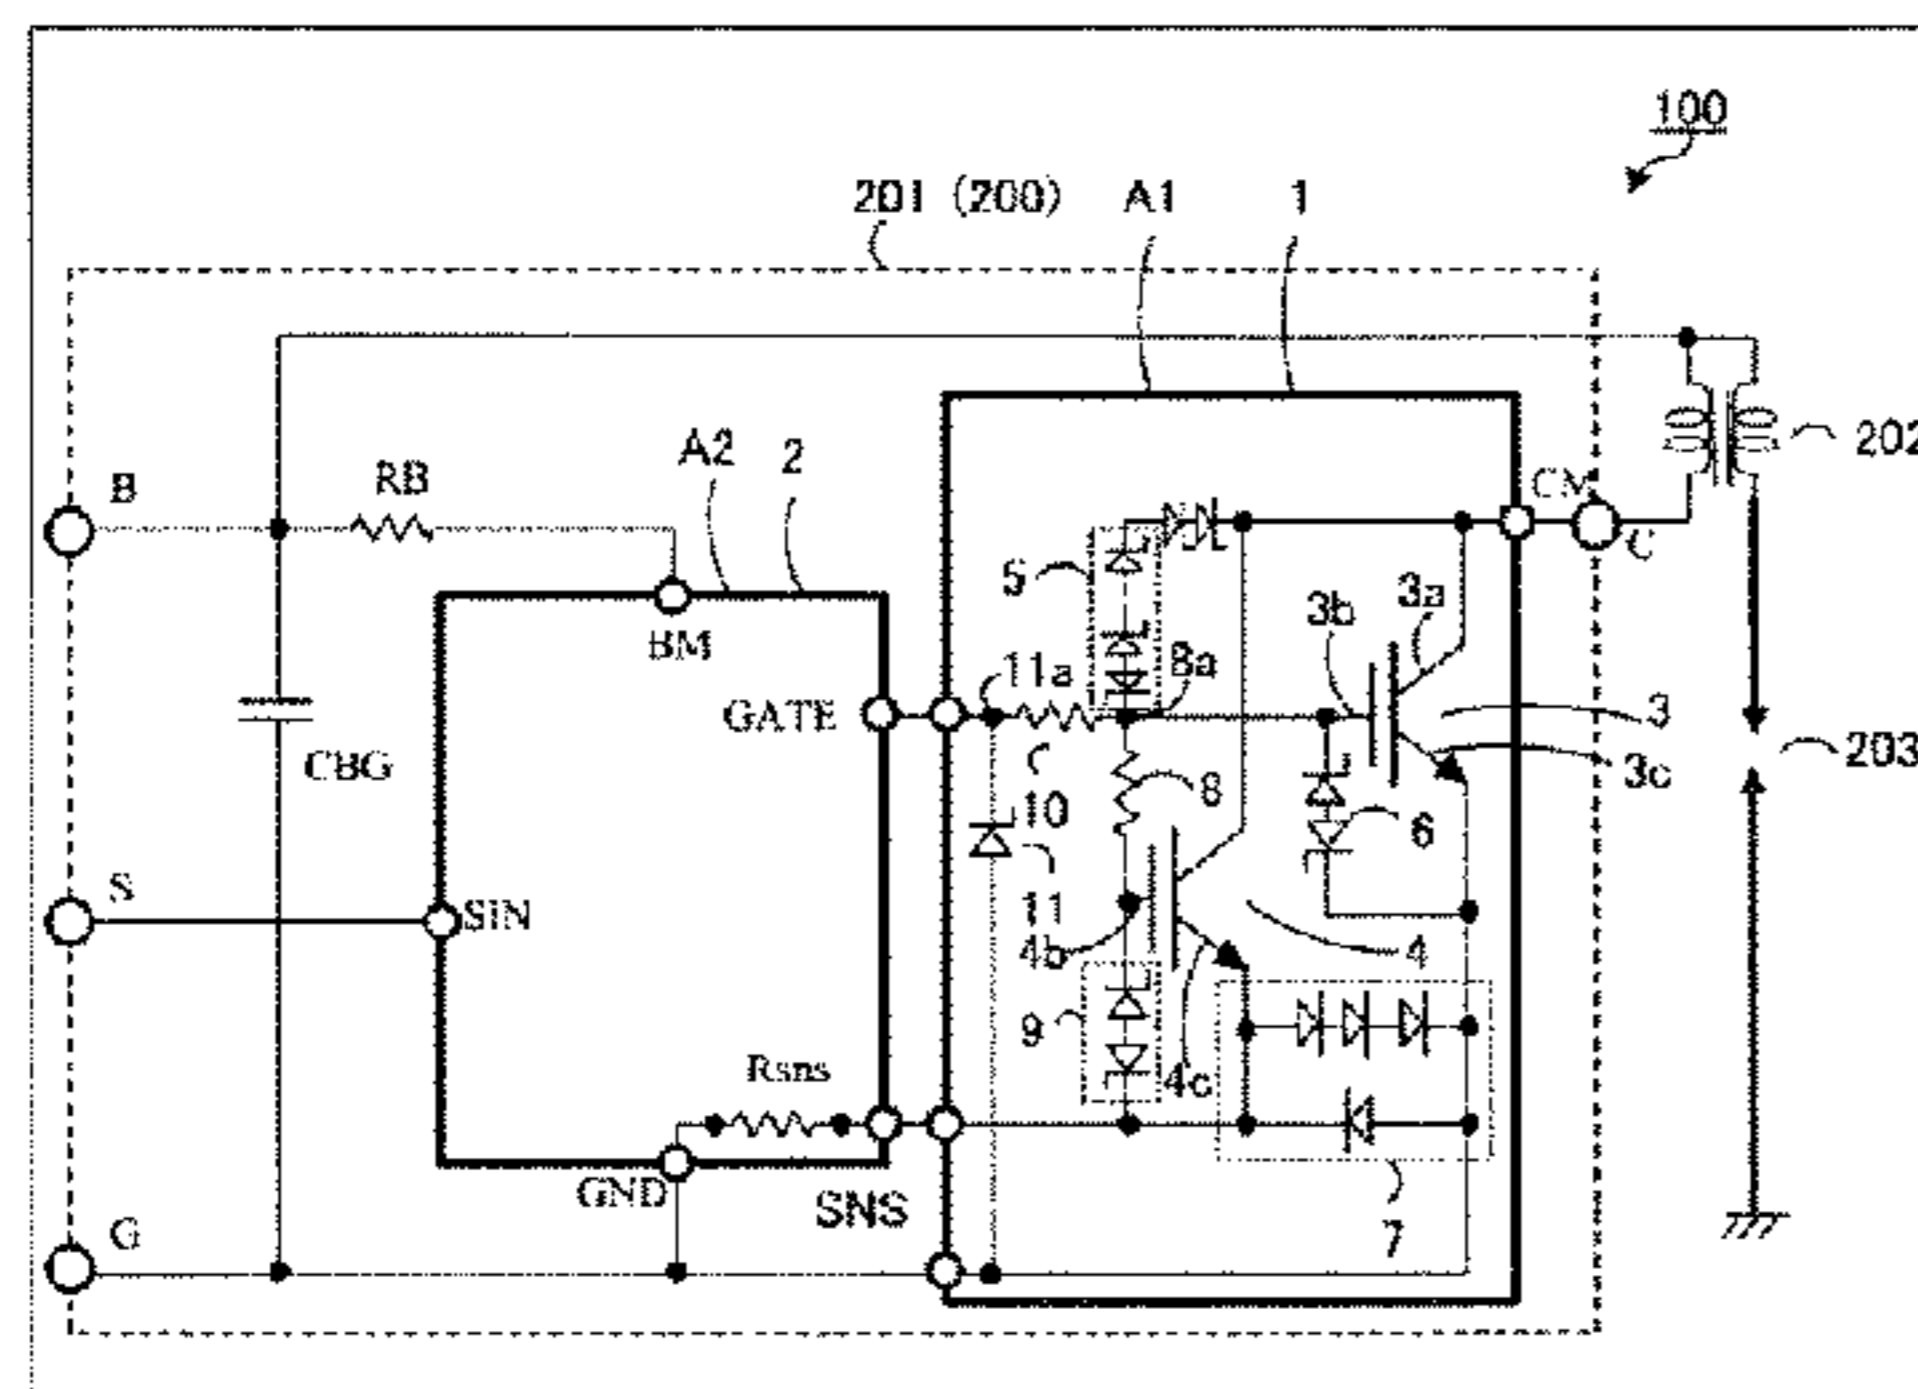 100
201 (200) A1 1
202
A2 2
B RB CM
C
5 3a
3b
BM 11a 8a
GATE 3
203
CBG 3c
8
10 6
S 11
SIN
4b 4
9
Rsns 4c
GND
SNS
G 7